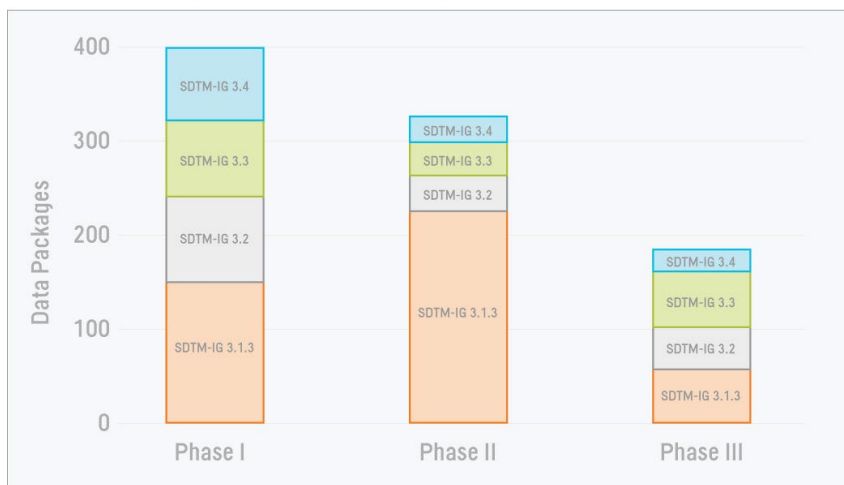 400
300
200
100
0
Data Packages
SDTM-IG 3.4
SDTM-IG 3.3
SDTM-IG 3.2
SDTM-IG 3.1.3
SDTM-IG 3.4
SDTM-IG 3.3
SDTM-IG 3.2
SDTM-IG 3.1.3
SDTM-IG 3.4
SDTM-IG 3.3
SDTM-IG 3.2
SDTM-IG 3.1.3
Phase I
Phase II
Phase III